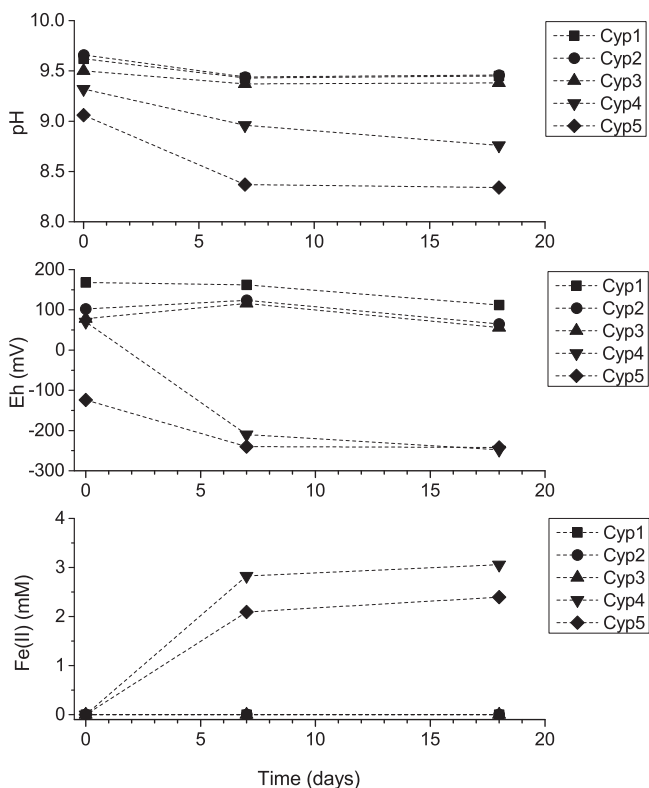 10.0
9.5
9.0
8.5
8.0
pH
0 5 10 15 20
Cyp1
Cyp2
Cyp3
Cyp4
Cyp5
200
100
0
-100
-200
-300
Eh (mV)
0 5 10 15 20
Cyp1
Cyp2
Cyp3
Cyp4
Cyp5
4
3
2
1
0
Fe(II) (mM)
0 5 10 15 20
Cyp1
Cyp2
Cyp3
Cyp4
Cyp5
Time (days)